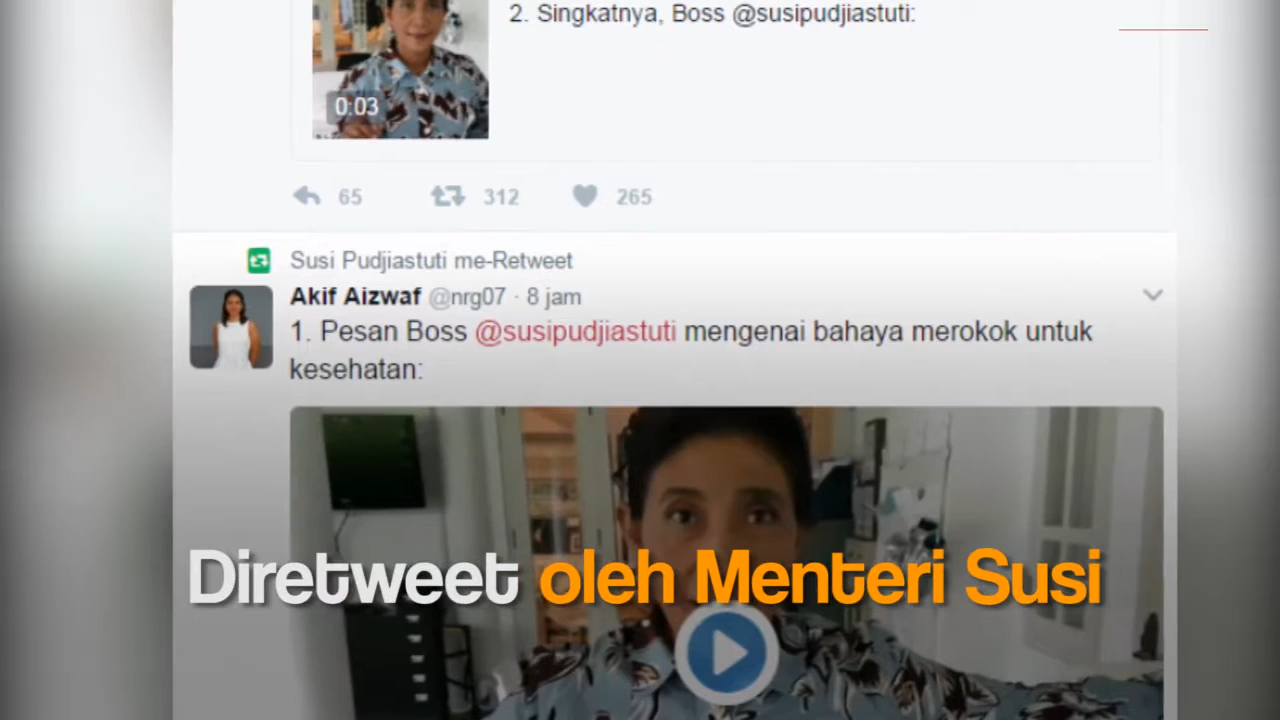 2. Singkatnya, Boss @susipudjiastuti:
0:03
65 312 265
Susi Pudjiastuti me-Retweet
Akif Aizwaf @nrg07 · 8 jam
1. Pesan Boss @susipudjiastuti mengenai bahaya merokok untuk
kesehatan:
Diretweet oleh Menteri Susi